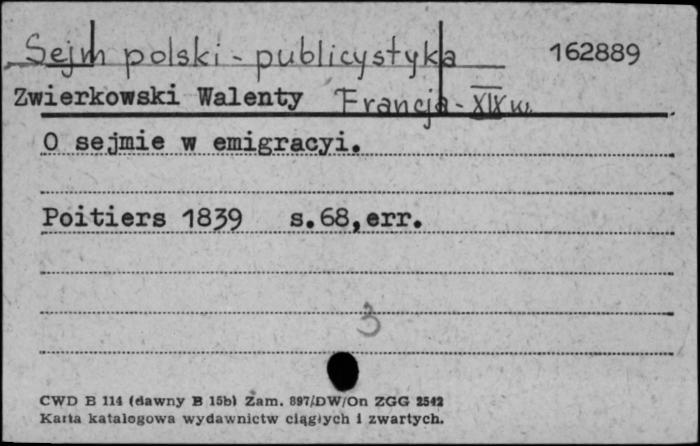 Sejm polski - publicystyka 162889
Zwierkowski Walenty Francja - XIX w.
O sejmie w emigracyi.
Poitiers 1839 s.68,err.
3
CWD B 114 (dawny B 15b) Zam. 897/DW/On ZGG 2542
Karta katalogowa wydawnictw ciągłych i zwartych.